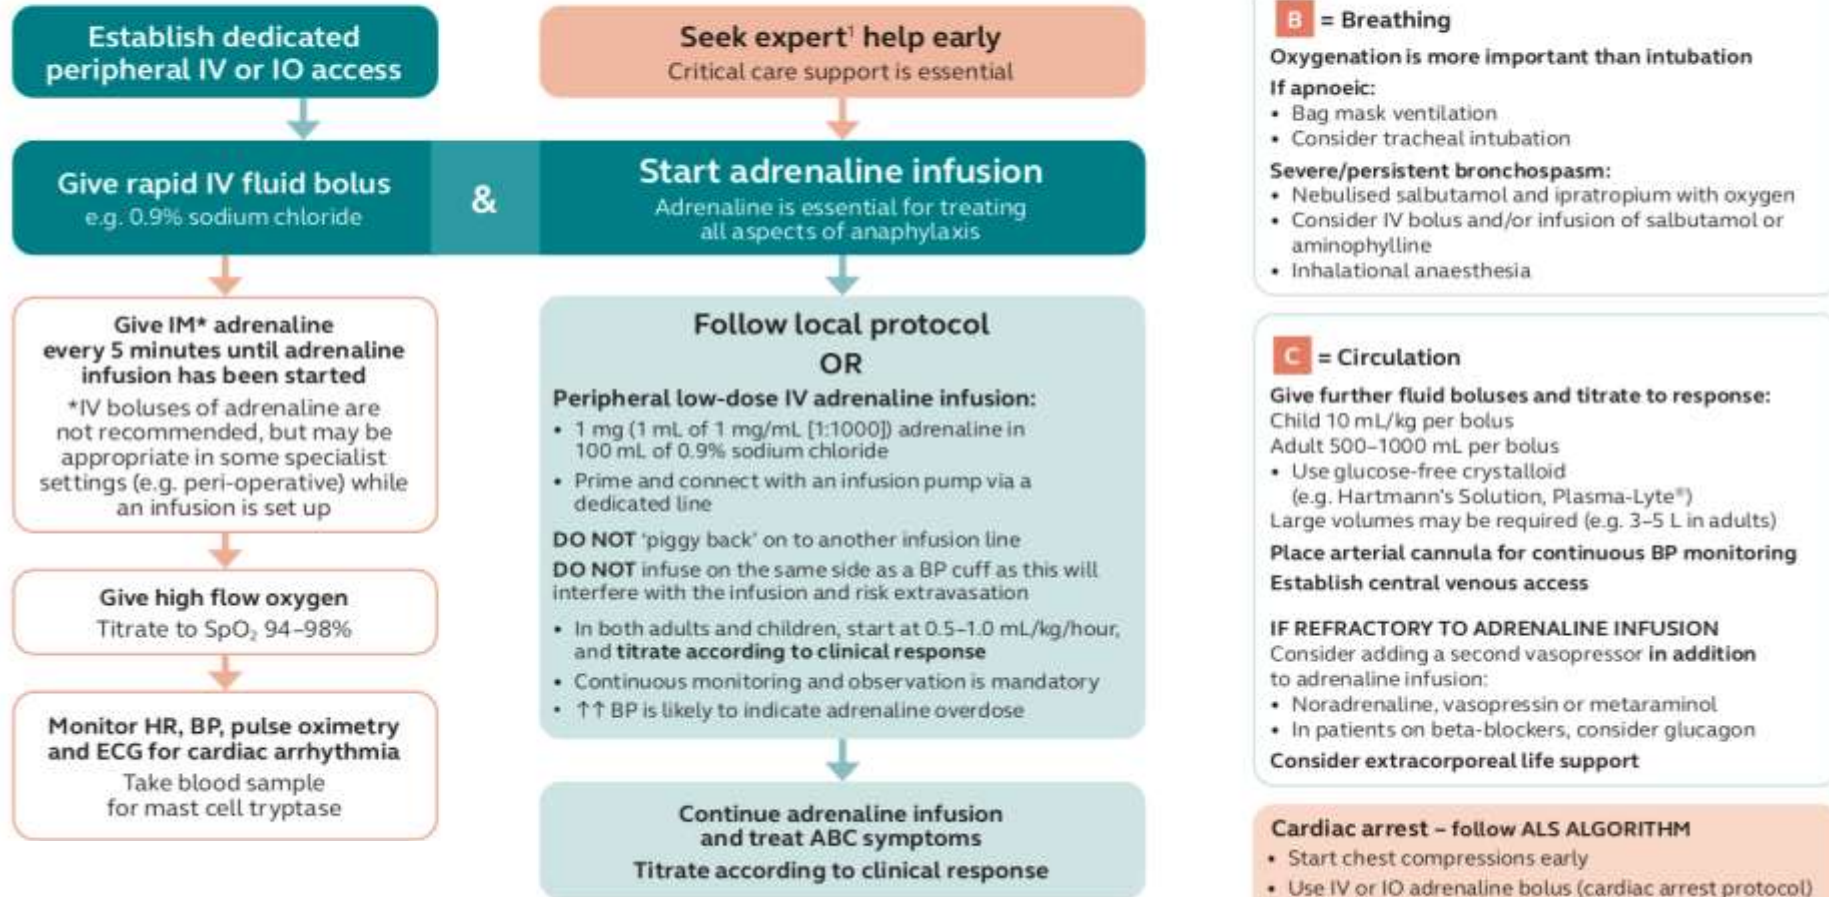 Establish dedicated
peripheral IV or IO access
Seek expert¹ help early
Critical care support is essential
Give rapid IV fluid bolus
e.g. 0.9% sodium chloride
&
Start adrenaline infusion
Adrenaline is essential for treating
all aspects of anaphylaxis
Give IM* adrenaline
every 5 minutes until adrenaline
infusion has been started
*IV boluses of adrenaline are
not recommended, but may be
appropriate in some specialist
settings (e.g. peri-operative) while
an infusion is set up
Give high flow oxygen
Titrate to SpO₂ 94–98%
Monitor HR, BP, pulse oximetry
and ECG for cardiac arrhythmia
Take blood sample
for mast cell tryptase
Follow local protocol
OR
Peripheral low-dose IV adrenaline infusion:
• 1 mg (1 mL of 1 mg/mL [1:1000]) adrenaline in
100 mL of 0.9% sodium chloride
• Prime and connect with an infusion pump via a
dedicated line
DO NOT ‘piggy back’ on to another infusion line
DO NOT infuse on the same side as a BP cuff as this will
interfere with the infusion and risk extravasation
• In both adults and children, start at 0.5–1.0 mL/kg/hour,
and titrate according to clinical response
• Continuous monitoring and observation is mandatory
• ↑↑ BP is likely to indicate adrenaline overdose
Continue adrenaline infusion
and treat ABC symptoms
Titrate according to clinical response
B = Breathing
Oxygenation is more important than intubation
If apnoeic:
• Bag mask ventilation
• Consider tracheal intubation
Severe/persistent bronchospasm:
• Nebulised salbutamol and ipratropium with oxygen
• Consider IV bolus and/or infusion of salbutamol or
aminophylline
• Inhalational anaesthesia
C = Circulation
Give further fluid boluses and titrate to response:
Child 10 mL/kg per bolus
Adult 500–1000 mL per bolus
• Use glucose-free crystalloid
(e.g. Hartmann’s Solution, Plasma-Lyte®)
Large volumes may be required (e.g. 3–5 L in adults)
Place arterial cannula for continuous BP monitoring
Establish central venous access
IF REFRACTORY TO ADRENALINE INFUSION
Consider adding a second vasopressor in addition
to adrenaline infusion:
• Noradrenaline, vasopressin or metaraminol
• In patients on beta-blockers, consider glucagon
Consider extracorporeal life support
Cardiac arrest – follow ALS ALGORITHM
• Start chest compressions early
• Use IV or IO adrenaline bolus (cardiac arrest protocol)